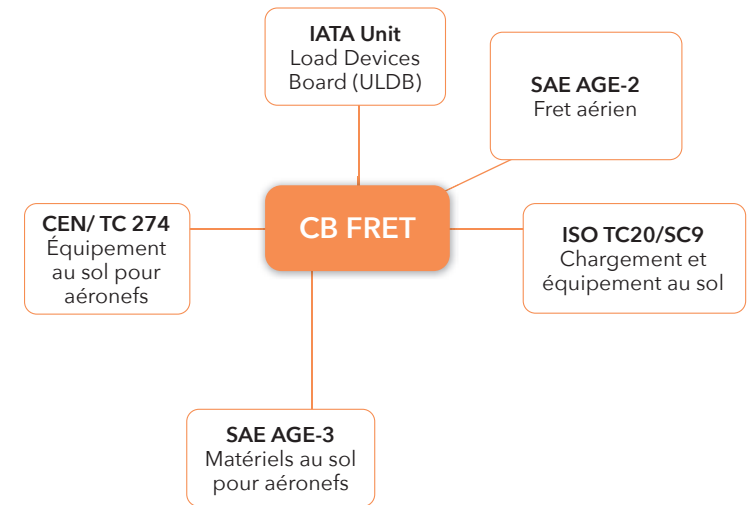 IATA Unit
Load Devices
Board (ULDB)
SAE AGE-2
Fret aérien
CB FRET
CEN/ TC 274
Équipement
au sol pour
aéronefs
ISO TC20/SC9
Chargement et
équipement au sol
SAE AGE-3
Matériels au sol
pour aéronefs